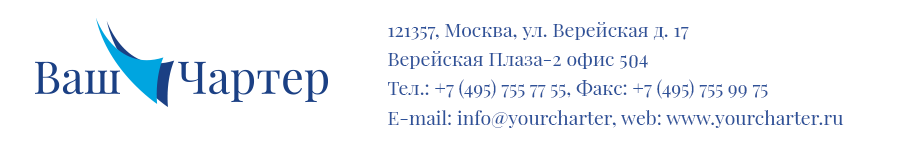 Ваш Чартер
121357, Москва, ул. Верейская д. 17
Верейская Плаза-2 офис 504
Тел.: +7 (495) 755 77 55, Факс: +7 (495) 755 99 75
E-mail: info@yourcharter, web: www.yourcharter.ru